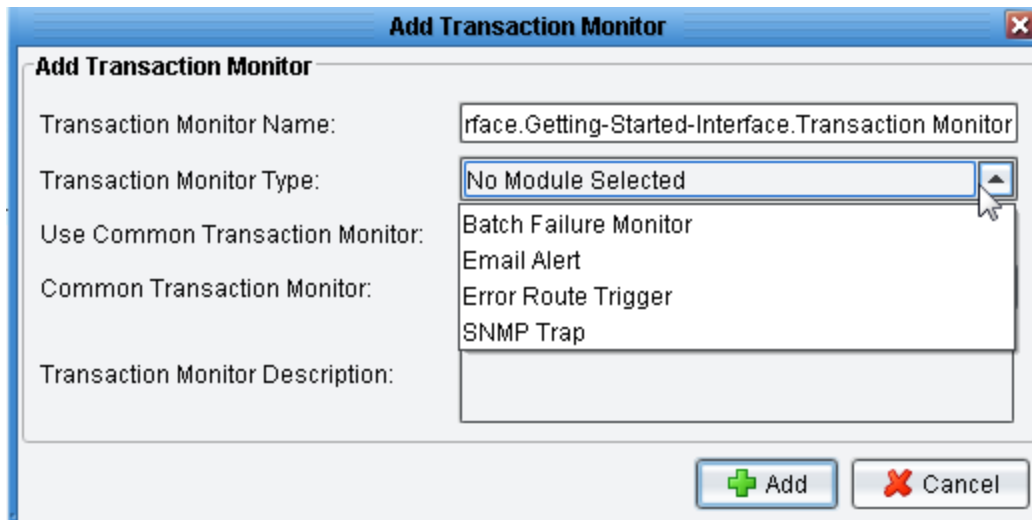 Add Transaction Monitor
Add Transaction Monitor
Transaction Monitor Name:
rface.Getting-Started-Interface.Transaction Monitor
Transaction Monitor Type:
No Module Selected
Batch Failure Monitor
Use Common Transaction Monitor:
Email Alert
Common Transaction Monitor:
Error Route Trigger
SNMP Trap
Transaction Monitor Description:
Add
Cancel